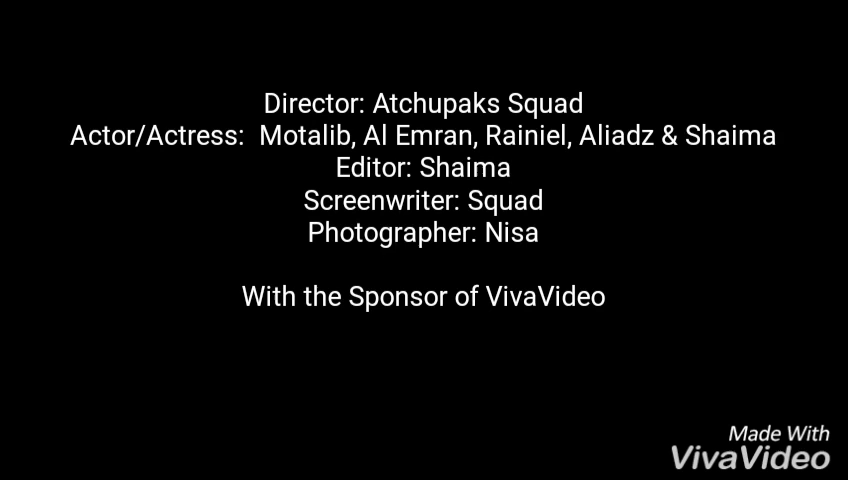 Director: Atchupaks Squad
Actor/Actress:  Motalib, Al Emran, Rainiel, Aliadz & Shaima
Editor: Shaima
Screenwriter: Squad
Photographer: Nisa
With the Sponsor of VivaVideo
Made With
VivaVideo